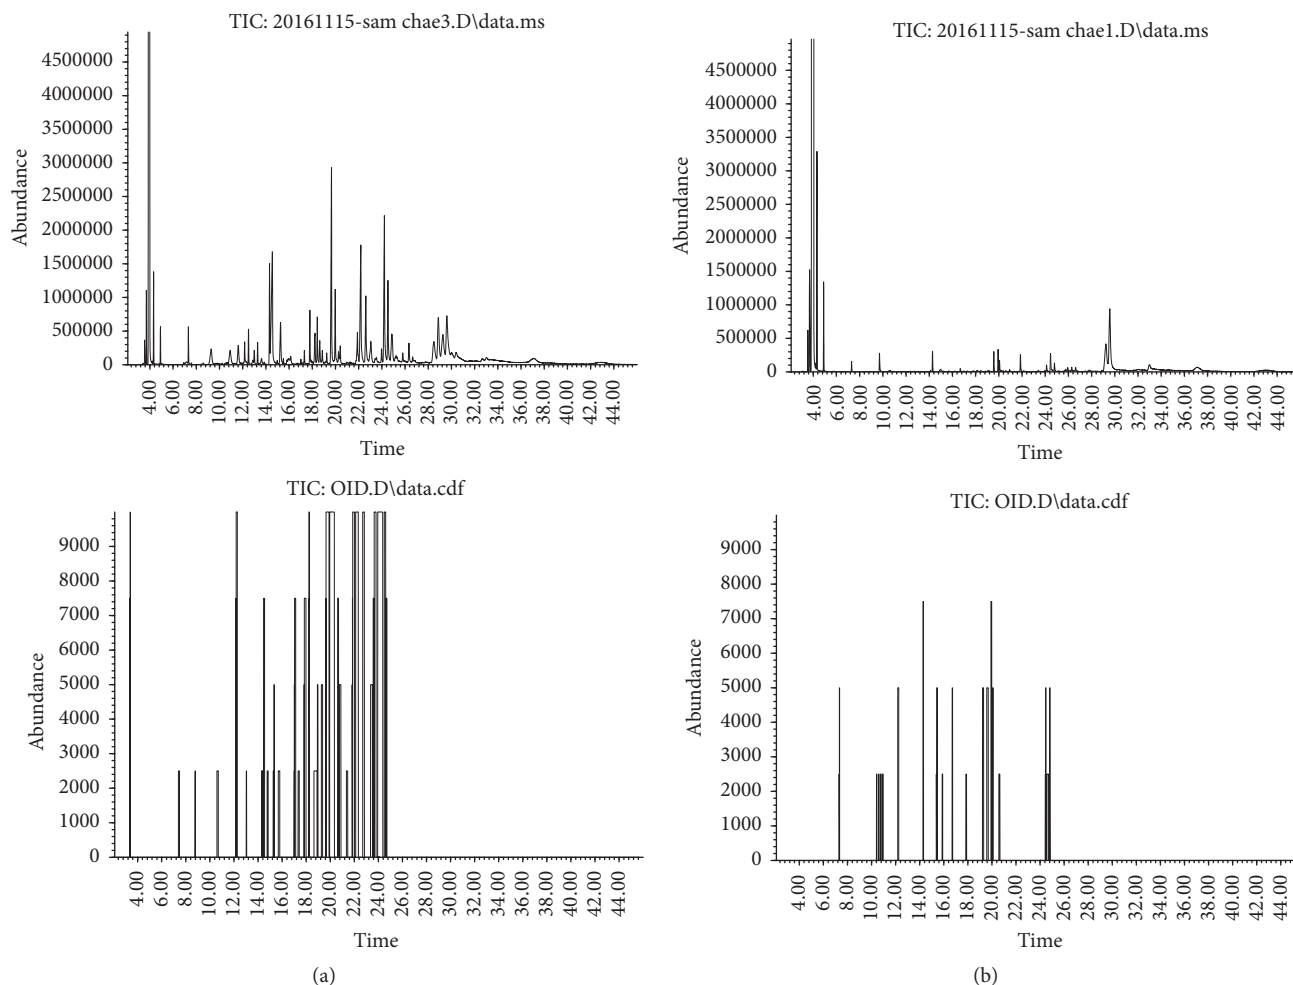 TIC: 20161115-sam chae3.D\data.ms
4500000
4000000
3500000
3000000
2500000
2000000
1500000
1000000
500000
0
Abundance
4.00 6.00 8.00 10.00 12.00 14.00 16.00 18.00 20.00 22.00 24.00 26.00 28.00 30.00 32.00 34.00 36.00 38.00 40.00 42.00 44.00
Time
TIC: 20161115-sam chae1.D\data.ms
4500000
4000000
3500000
3000000
2500000
2000000
1500000
1000000
500000
0
Abundance
4.00 6.00 8.00 10.00 12.00 14.00 16.00 18.00 20.00 22.00 24.00 26.00 28.00 30.00 32.00 34.00 36.00 38.00 40.00 42.00 44.00
Time
TIC: OID.D\data.cdf
9000
8000
7000
6000
5000
4000
3000
2000
1000
0
Abundance
4.00 6.00 8.00 10.00 12.00 14.00 16.00 18.00 20.00 22.00 24.00 26.00 28.00 30.00 32.00 34.00 36.00 38.00 40.00 42.00 44.00
Time
(a)
TIC: OID.D\data.cdf
9000
8000
7000
6000
5000
4000
3000
2000
1000
0
Abundance
4.00 6.00 8.00 10.00 12.00 14.00 16.00 18.00 20.00 22.00 24.00 26.00 28.00 30.00 32.00 34.00 36.00 38.00 40.00 42.00 44.00
Time
(b)